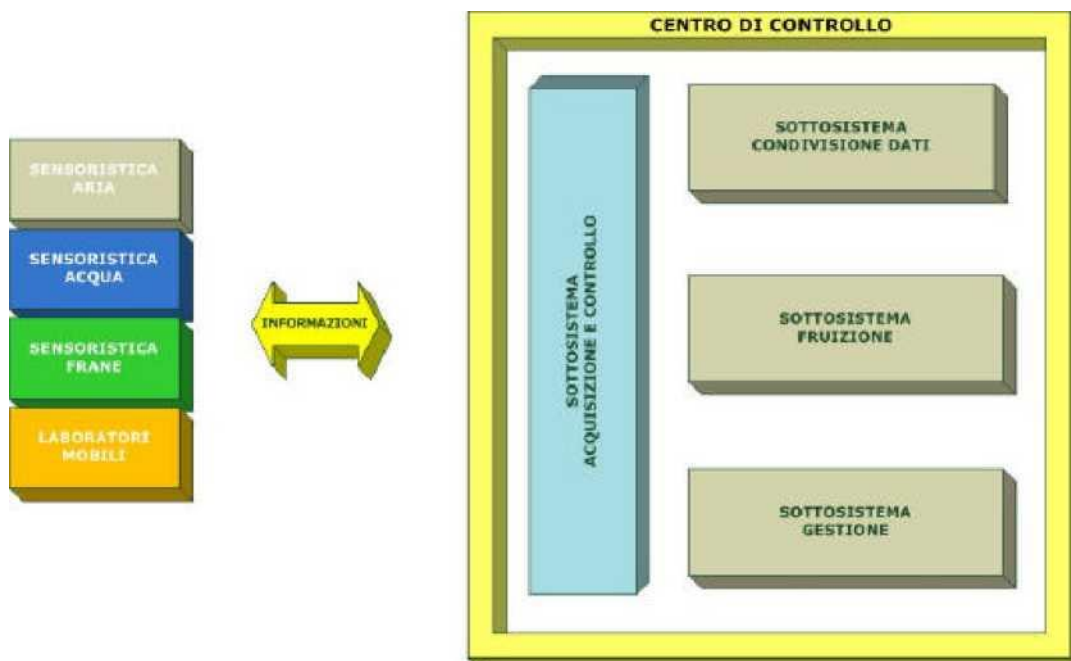 CENTRO DI CONTROLLO
SENSORISTICA
ARIA
SENSORISTICA
ACQUA
SENSORISTICA
FRANE
LABORATORI
MOBILI
INFORMAZIONI
SOTTOSISTEMA
ACQUISIZIONE E CONTROLLO
SOTTOSISTEMA
CONDIVISIONE DATI
SOTTOSISTEMA
FRUIZIONE
SOTTOSISTEMA
GESTIONE